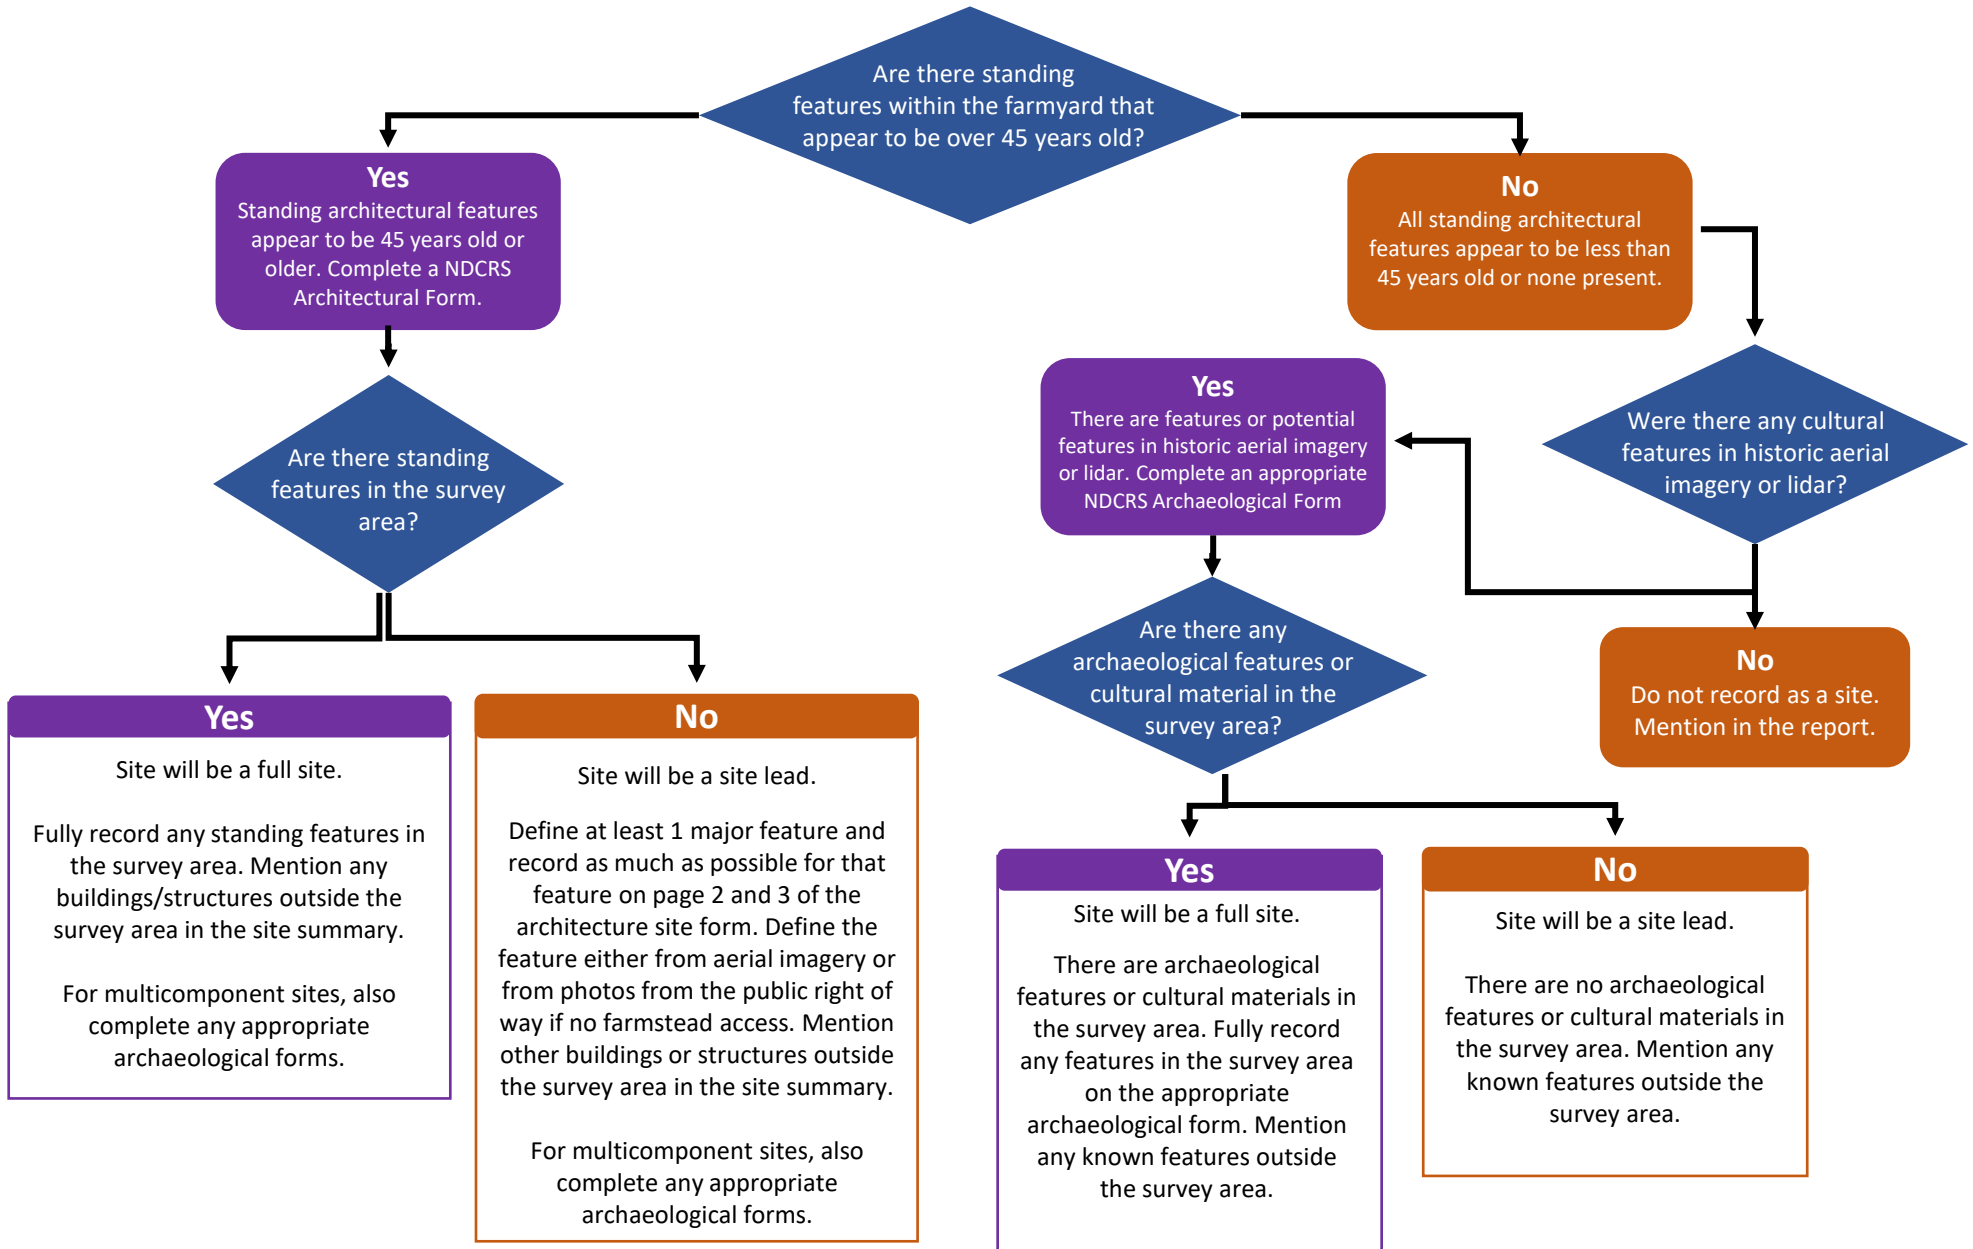 Are there standing
features within the farmyard that
appear to be over 45 years old?
Yes
Standing architectural features
appear to be 45 years old or
older. Complete a NDCRS
Architectural Form.
No
All standing architectural
features appear to be less than
45 years old or none present.
Are there standing
features in the survey
area?
Yes
There are features or potential
features in historic aerial imagery
or lidar. Complete an appropriate
NDCRS Archaeological Form
Were there any cultural
features in historic aerial
imagery or lidar?
Are there any
archaeological features or
cultural material in the
survey area?
No
Do not record as a site.
Mention in the report.
Yes
Site will be a full site.
Fully record any standing features in
the survey area. Mention any
buildings/structures outside the
survey area in the site summary.
For multicomponent sites, also
complete any appropriate
archaeological forms.
No
Site will be a site lead.
Define at least 1 major feature and
record as much as possible for that
feature on page 2 and 3 of the
architecture site form. Define the
feature either from aerial imagery or
from photos from the public right of
way if no farmstead access. Mention
other buildings or structures outside
the survey area in the site summary.
For multicomponent sites, also
complete any appropriate
archaeological forms.
Yes
Site will be a full site.
There are archaeological
features or cultural materials in
the survey area. Fully record
any features in the survey area
on the appropriate
archaeological form. Mention
any known features outside
the survey area.
No
Site will be a site lead.
There are no archaeological
features or cultural materials in
the survey area. Mention any
known features outside the
survey area.